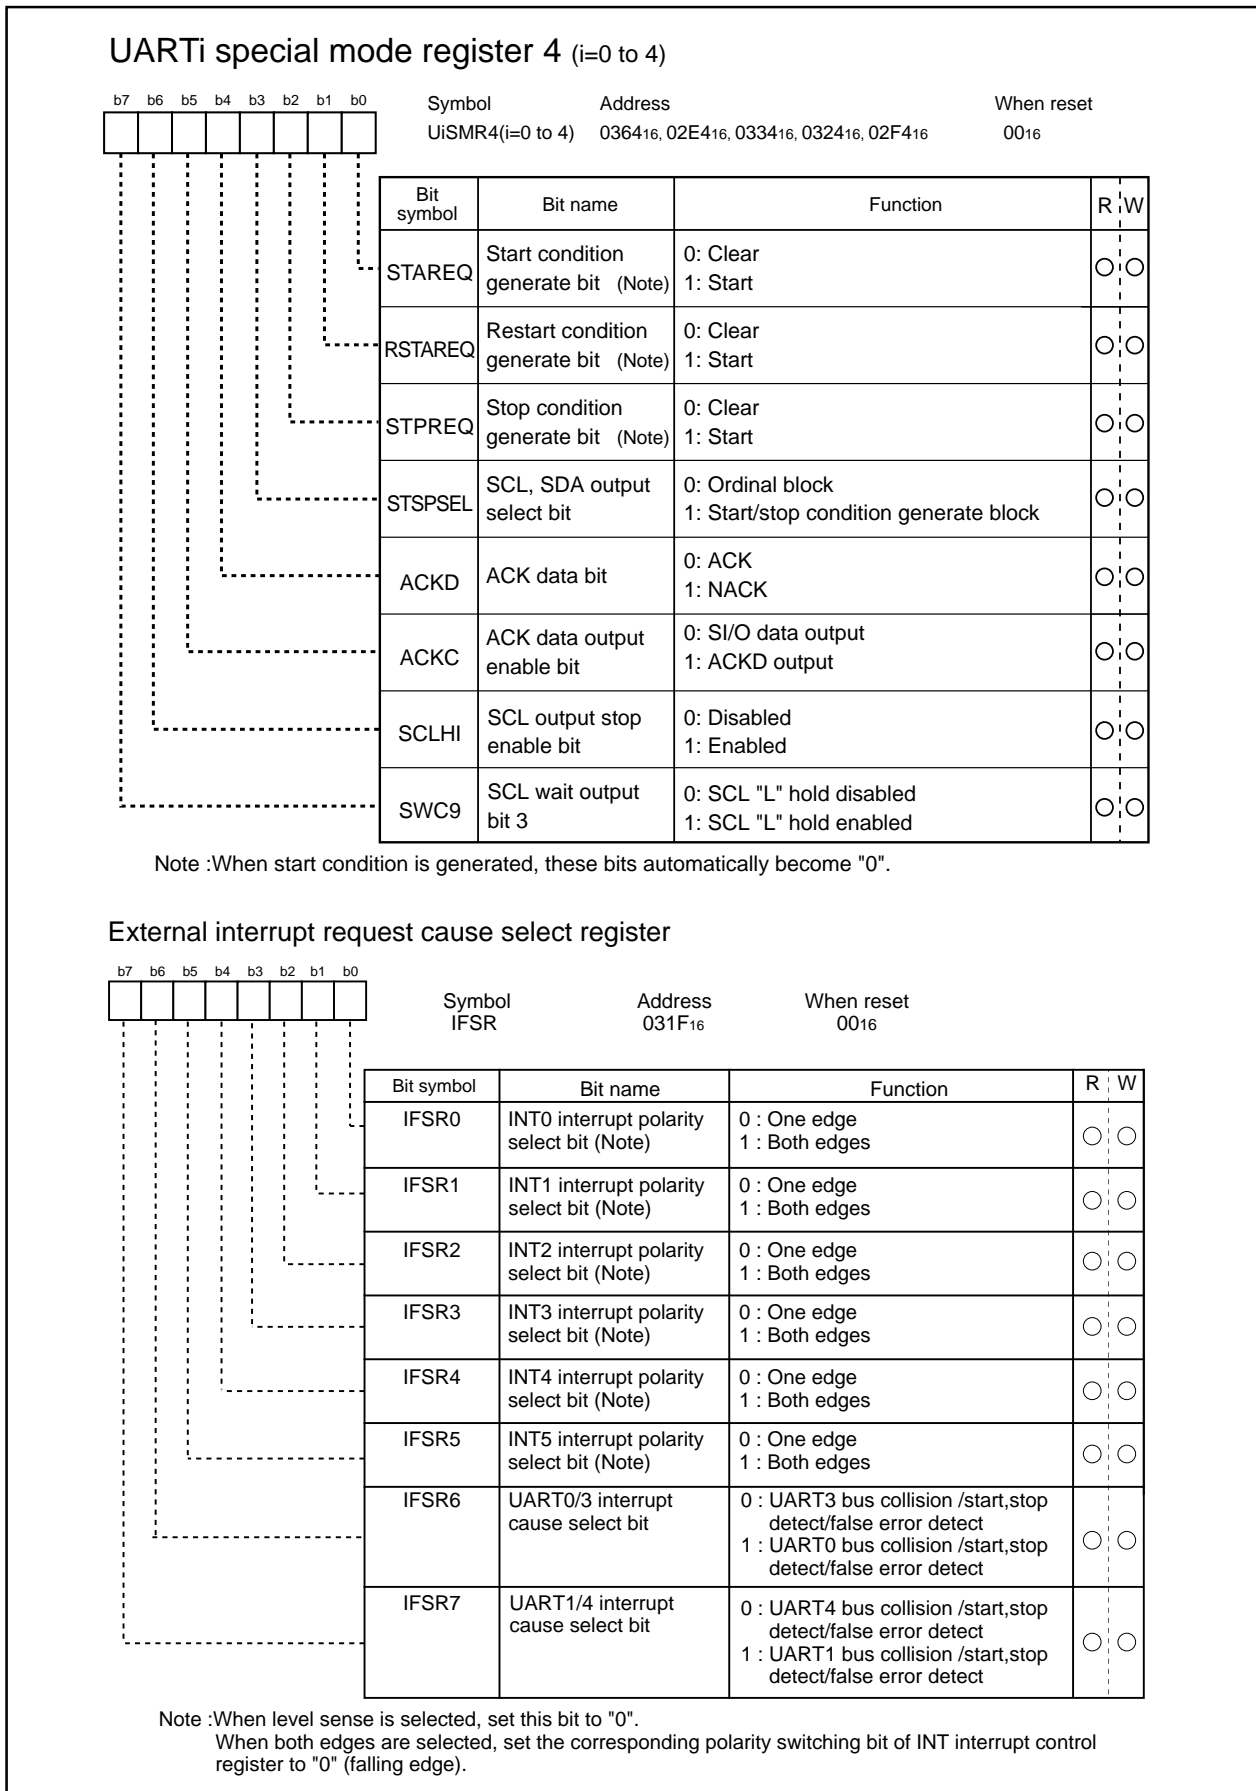 UARTi special mode register 4 (i=0 to 4)
b7 b6 b5 b4 b3 b2 b1 b0
Symbol Address When reset
UiSMR4(i=0 to 4) 036416, 02E416, 033416, 032416, 02F416 0016
Bit symbol Bit name Function R W
STAREQ Start condition generate bit (Note) 0: Clear
1: Start
RSTAREQ Restart condition generate bit (Note) 0: Clear
1: Start
STPREQ Stop condition generate bit (Note) 0: Clear
1: Start
STSPSEL SCL, SDA output select bit 0: Ordinal block
1: Start/stop condition generate block
ACKD ACK data bit 0: ACK
1: NACK
ACKC ACK data output enable bit 0: SI/O data output
1: ACKD output
SCLHI SCL output stop enable bit 0: Disabled
1: Enabled
SWC9 SCL wait output bit 3 0: SCL "L" hold disabled
1: SCL "L" hold enabled
Note :When start condition is generated, these bits automatically become "0".
External interrupt request cause select register
b7 b6 b5 b4 b3 b2 b1 b0
Symbol Address When reset
IFSR 031F16 0016
Bit symbol Bit name Function R W
IFSR0 INT0 interrupt polarity select bit (Note) 0 : One edge
1 : Both edges
IFSR1 INT1 interrupt polarity select bit (Note) 0 : One edge
1 : Both edges
IFSR2 INT2 interrupt polarity select bit (Note) 0 : One edge
1 : Both edges
IFSR3 INT3 interrupt polarity select bit (Note) 0 : One edge
1 : Both edges
IFSR4 INT4 interrupt polarity select bit (Note) 0 : One edge
1 : Both edges
IFSR5 INT5 interrupt polarity select bit (Note) 0 : One edge
1 : Both edges
IFSR6 UART0/3 interrupt cause select bit 0 : UART3 bus collision /start,stop
detect/false error detect
1 : UART0 bus collision /start,stop
detect/false error detect
IFSR7 UART1/4 interrupt cause select bit 0 : UART4 bus collision /start,stop
detect/false error detect
1 : UART1 bus collision /start,stop
detect/false error detect
Note :When level sense is selected, set this bit to "0".
When both edges are selected, set the corresponding polarity switching bit of INT interrupt control
register to "0" (falling edge).